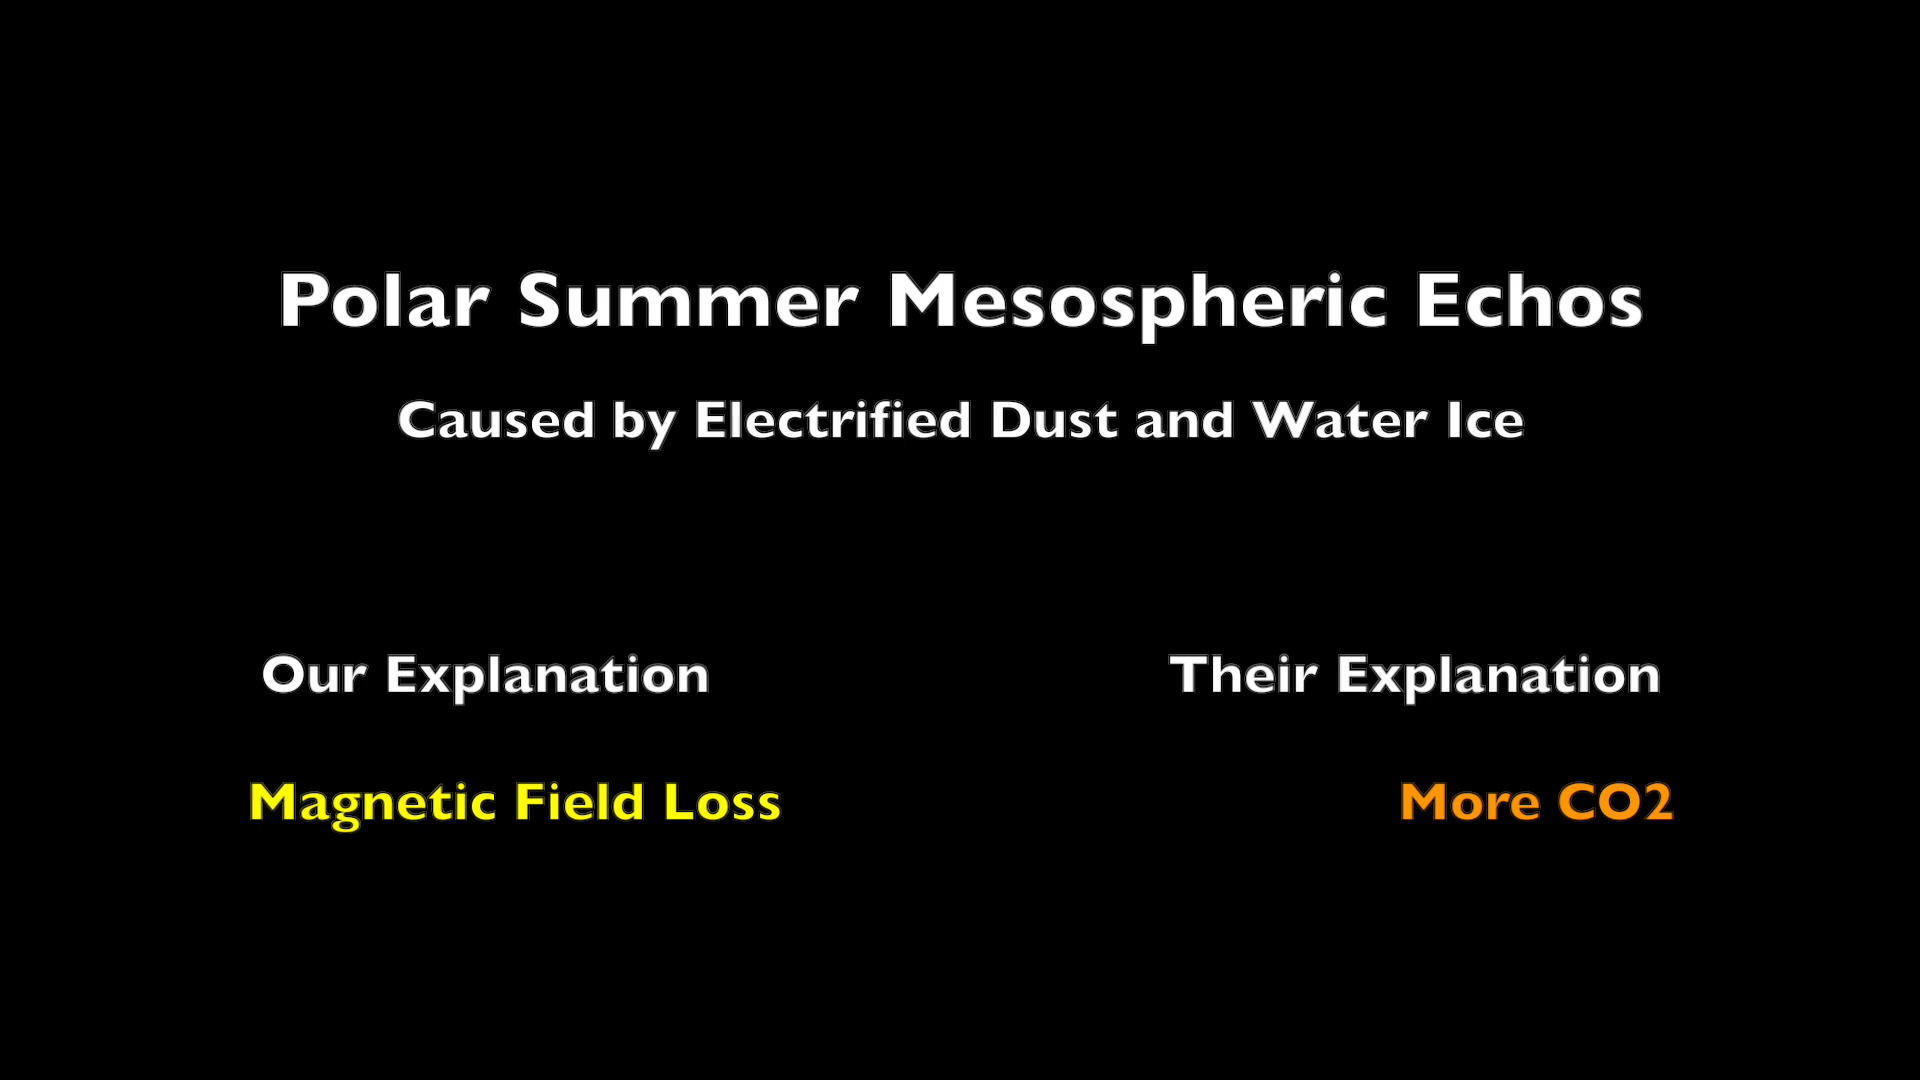 Polar Summer Mesospheric Echos
Caused by Electrified Dust and Water Ice
Our Explanation
Their Explanation
Magnetic Field Loss
More CO2